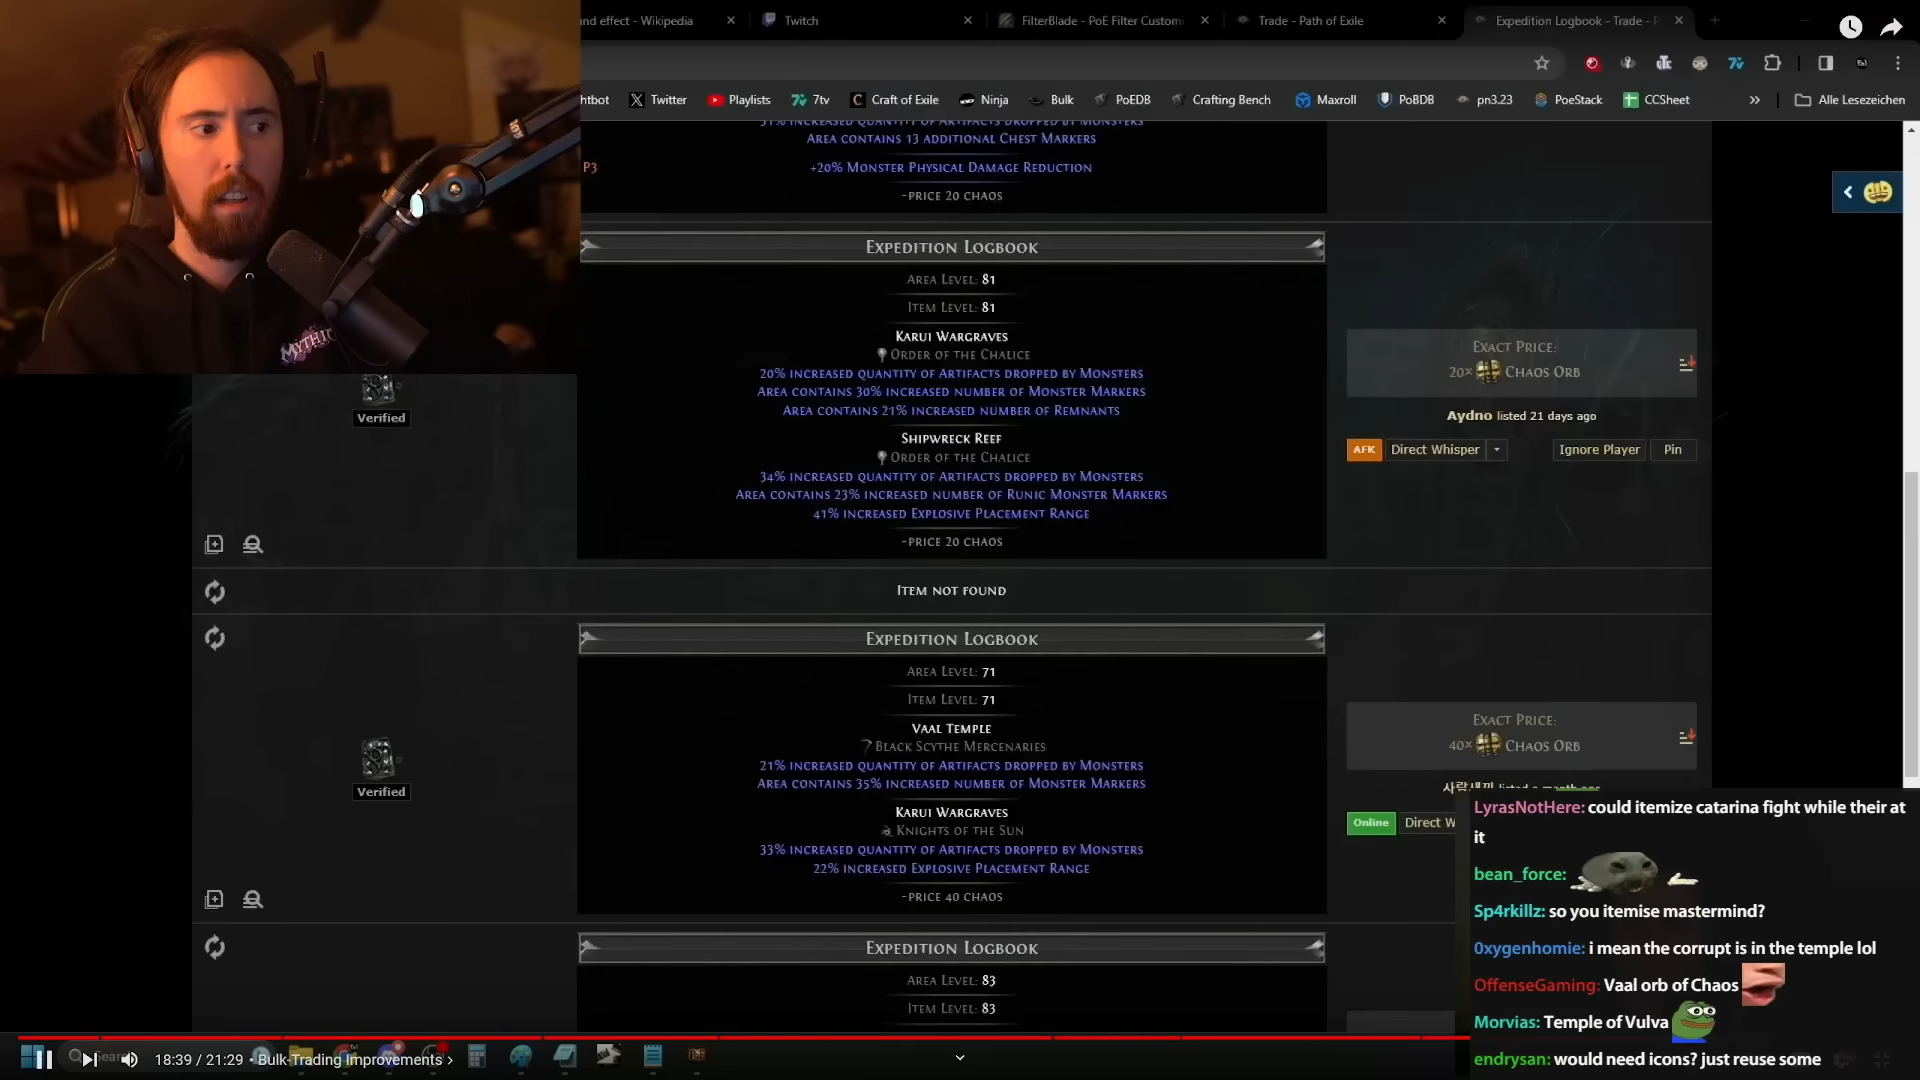 nd effect - Wikipedia
Twitch
FilterBlade - PoE Filter Customi
Trade - Path of Exile
Expedition Logbook - Trade - P
htbot
Twitter
Playlists
7tv
Craft of Exile
Ninja
Bulk
PoEDB
Crafting Bench
Maxroll
PoBDB
pn3.23
PoeStack
CCSheet
Alle Lesezeichen
31% increased quantity of Artifacts dropped by Monsters
Area contains 13 additional Chest Markers
P3
+20% Monster Physical Damage Reduction
~price 20 chaos
Expedition Logbook
Area Level: 81
Item Level: 81
Karui Wargraves
Order of the Chalice
20% increased quantity of Artifacts dropped by Monsters
Area contains 30% increased number of Monster Markers
Area contains 21% increased number of Remnants
Shipwreck Reef
Order of the Chalice
34% increased quantity of Artifacts dropped by Monsters
Area contains 23% increased number of Runic Monster Markers
41% increased Explosive Placement Range
~price 20 chaos
Verified
Exact Price:
20× Chaos Orb
Aydno listed 21 days ago
AFK
Direct Whisper
Ignore Player
Pin
Item not found
Expedition Logbook
Area Level: 71
Item Level: 71
Vaal Temple
Black Scythe Mercenaries
21% increased quantity of Artifacts dropped by Monsters
Area contains 35% increased number of Monster Markers
Karui Wargraves
Knights of the Sun
33% increased quantity of Artifacts dropped by Monsters
22% increased Explosive Placement Range
~price 40 chaos
Verified
Exact Price:
40× Chaos Orb
Online
Direct W
Expedition Logbook
Area Level: 83
Item Level: 83
LyrasNotHere: could itemize catarina fight while their at
it
bean_force:
Sp4rkillz: so you itemise mastermind?
0xygenhomie: i mean the corrupt is in the temple lol
OffenseGaming: Vaal orb of Chaos
Morvias: Temple of Vulva
endrysan: would need icons? just reuse some
18:39 / 21:29 • Bulk-Trading Improvements
MYTHIC